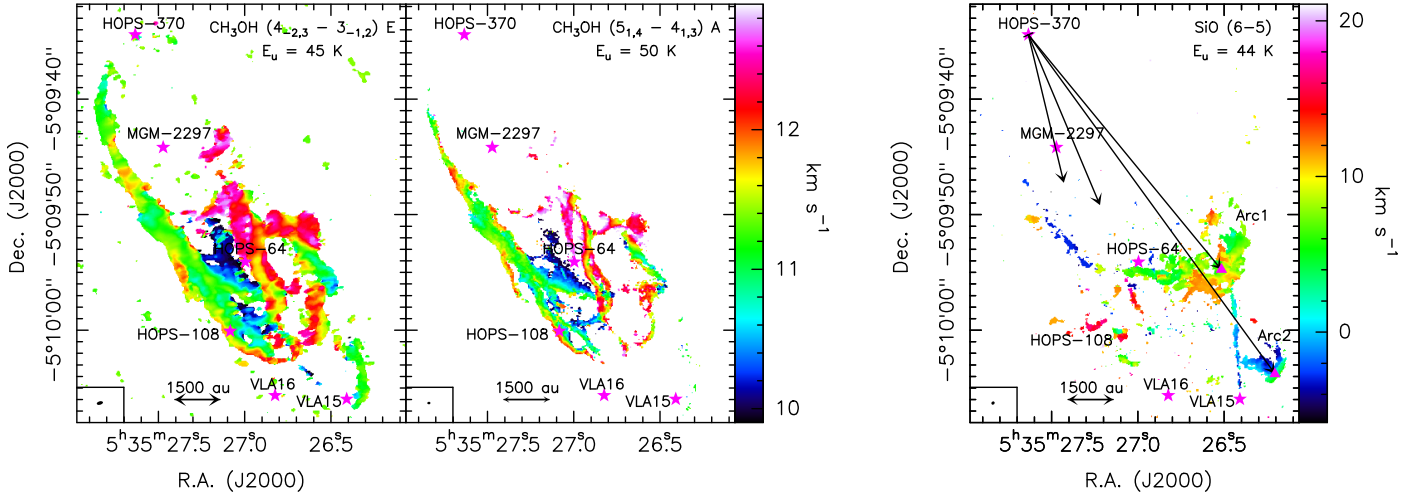 HOPS−370
CH₃OH (4₋₂,₃ − 3₋₁,₂) E
Eᵤ = 45 K
MGM−2297
HOPS−64
HOPS−108
1500 au
VLA16
VLA15
HOPS−370
CH₃OH (5₁,₄ − 4₁,₃) A
Eᵤ = 50 K
MGM−2297
HOPS−64
HOPS−108
1500 au
VLA16
VLA15
12
11
10
km s⁻¹
Dec. (J2000)
−5°09'40"
−5°09'50"
−5°10'00"
5ʰ35ᵐ27ˢ.5
27ˢ.0
26ˢ.5
27ˢ.5
27ˢ.0
26ˢ.5
R.A. (J2000)
HOPS−370
SiO (6−5)
Eᵤ = 44 K
MGM−2297
Arc1
HOPS−64
HOPS−108
Arc2
1500 au
VLA16
VLA15
20
10
0
km s⁻¹
Dec. (J2000)
−5°09'40"
−5°09'50"
−5°10'00"
5ʰ35ᵐ27ˢ.5
27ˢ.0
26ˢ.5
R.A. (J2000)